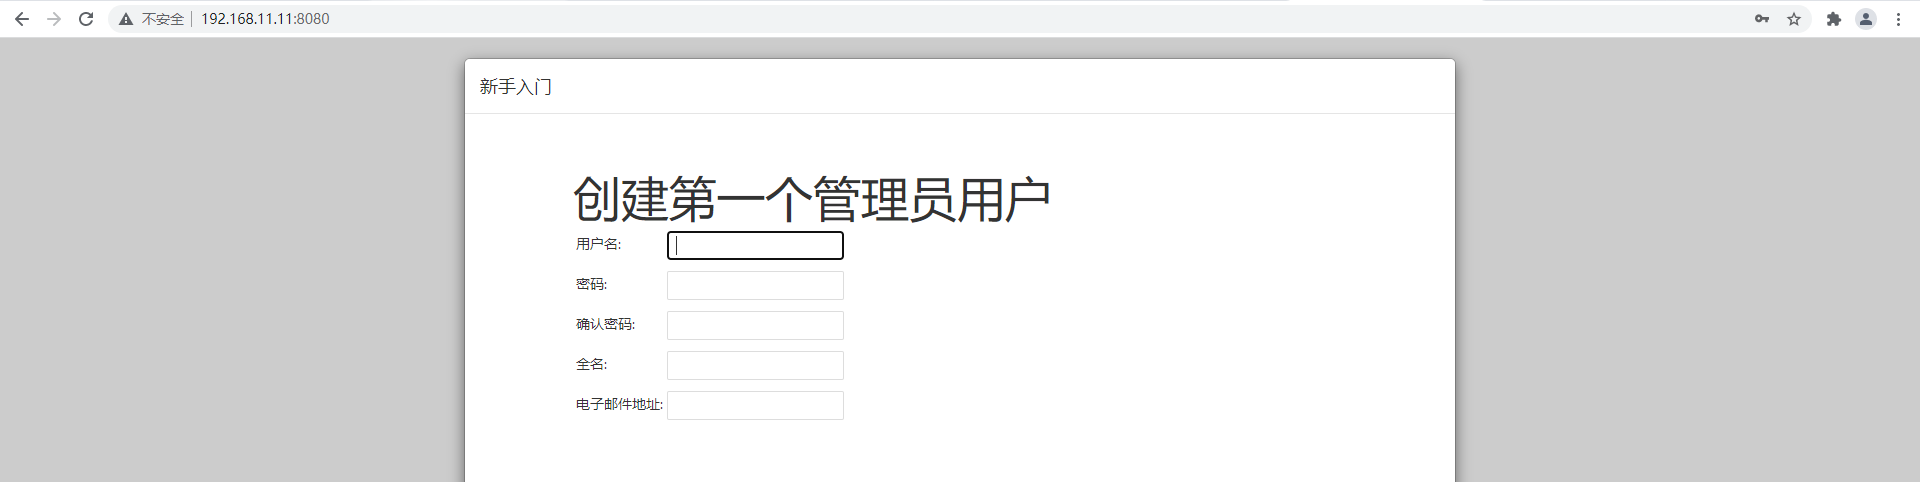 不安全 192.168.11.11:8080
新手入门
创建第一个管理员用户
用户名:
密码:
确认密码:
全名:
电子邮件地址: